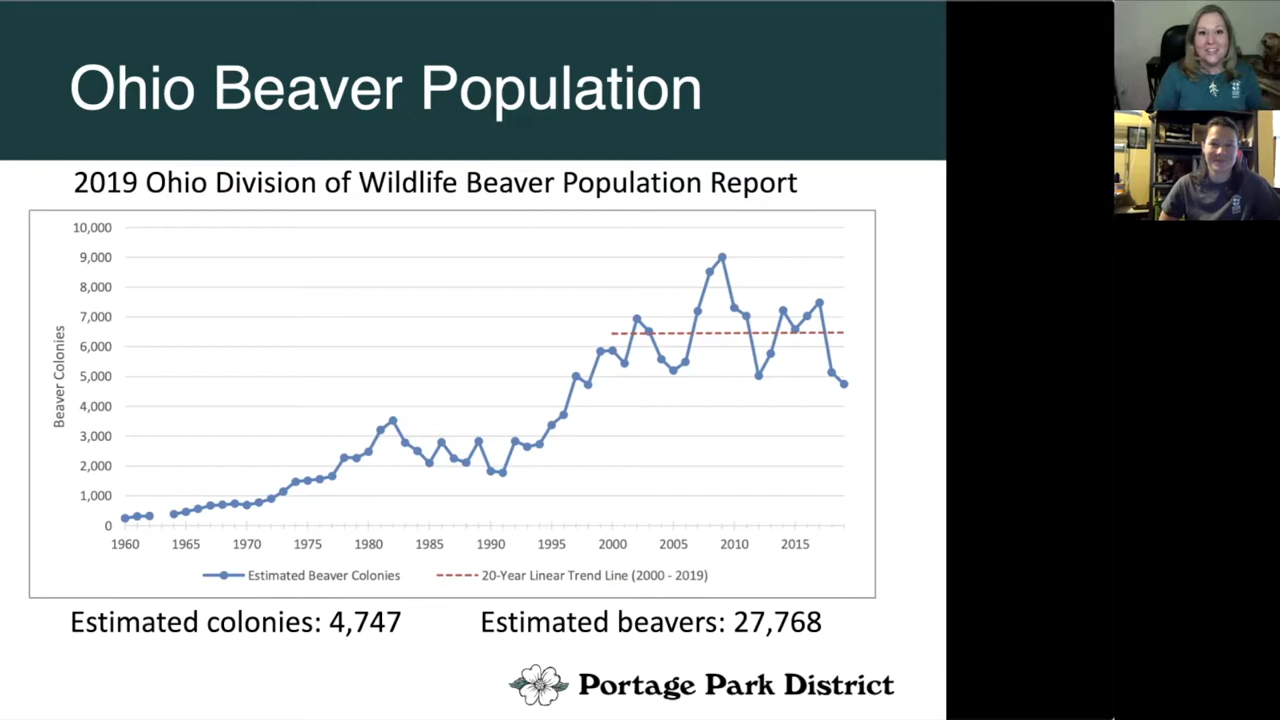 Ohio Beaver Population
2019 Ohio Division of Wildlife Beaver Population Report
10,000
9,000
8,000
7,000
6,000
5,000
4,000
3,000
2,000
1,000
0
Beaver Colonies
1960 1965 1970 1975 1980 1985 1990 1995 2000 2005 2010 2015
Estimated Beaver Colonies 20-Year Linear Trend Line (2000 - 2019)
Estimated colonies: 4,747 Estimated beavers: 27,768
Portage Park District